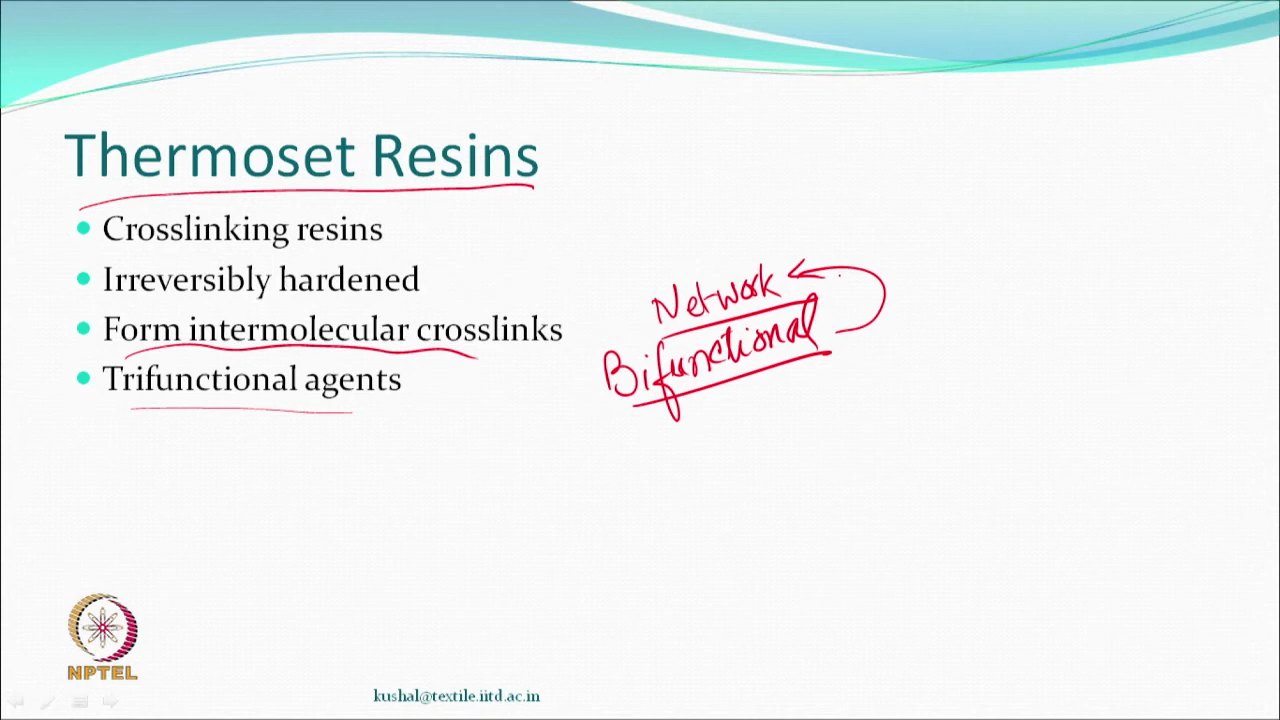 Thermoset Resins
Crosslinking resins
Irreversibly hardened
Form intermolecular crosslinks
Trifunctional agents
Network
Bifunctional
NPTEL
kushal@textile.iitd.ac.in